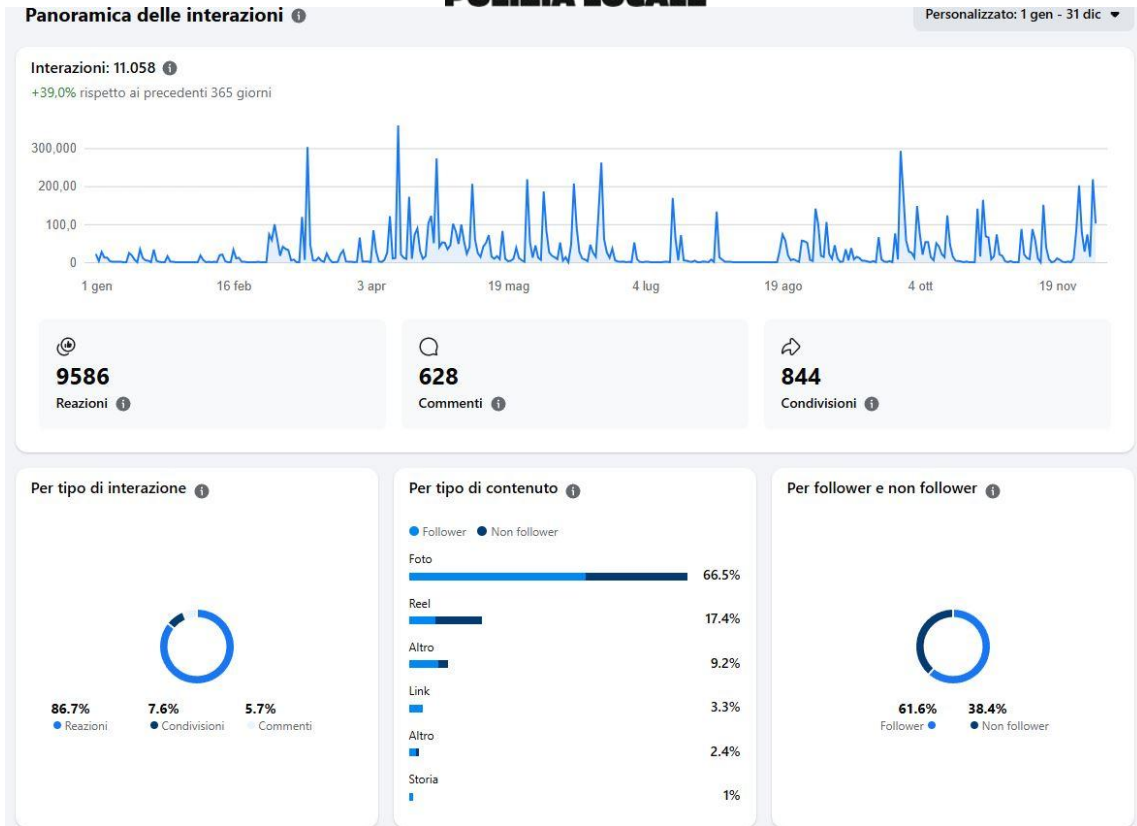 POLIZIA LOCALE
Panoramica delle interazioni
Personalizzato: 1 gen - 31 dic
Interazioni: 11.058
+39,0% rispetto ai precedenti 365 giorni
300,000
200,00
100,0
0
1 gen 16 feb 3 apr 19 mag 4 lug 19 ago 4 ott 19 nov
9586 628 844
Reazioni Commenti Condivisioni
Per tipo di interazione
86.7% 7.6% 5.7%
Reazioni Condivisioni Commenti
Per tipo di contenuto
Follower Non follower
Foto
66.5%
Reel
17.4%
Altro
9.2%
Link
3.3%
Altro
2.4%
Storia
1%
Per follower e non follower
61.6% 38.4%
Follower Non follower